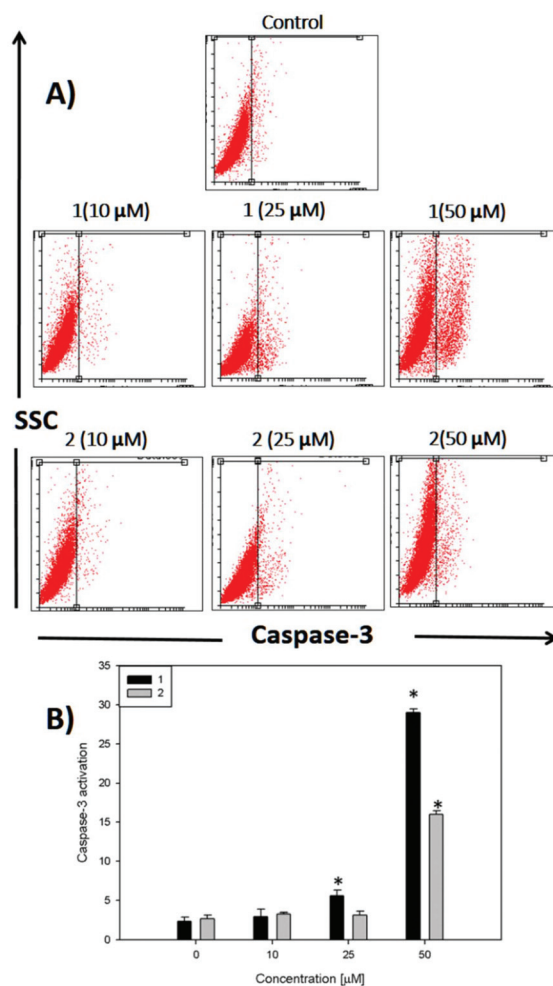 Control
A)
1(10 µM) 1 (25 µM) 1(50 µM)
SSC
2 (10 µM) 2 (25 µM) 2(50 µM)
Caspase-3
B)
1
2
35
30
25
20
15
10
5
0
Caspase-3 activation
*
*
*
0 10 25 50
Concentration [µM]